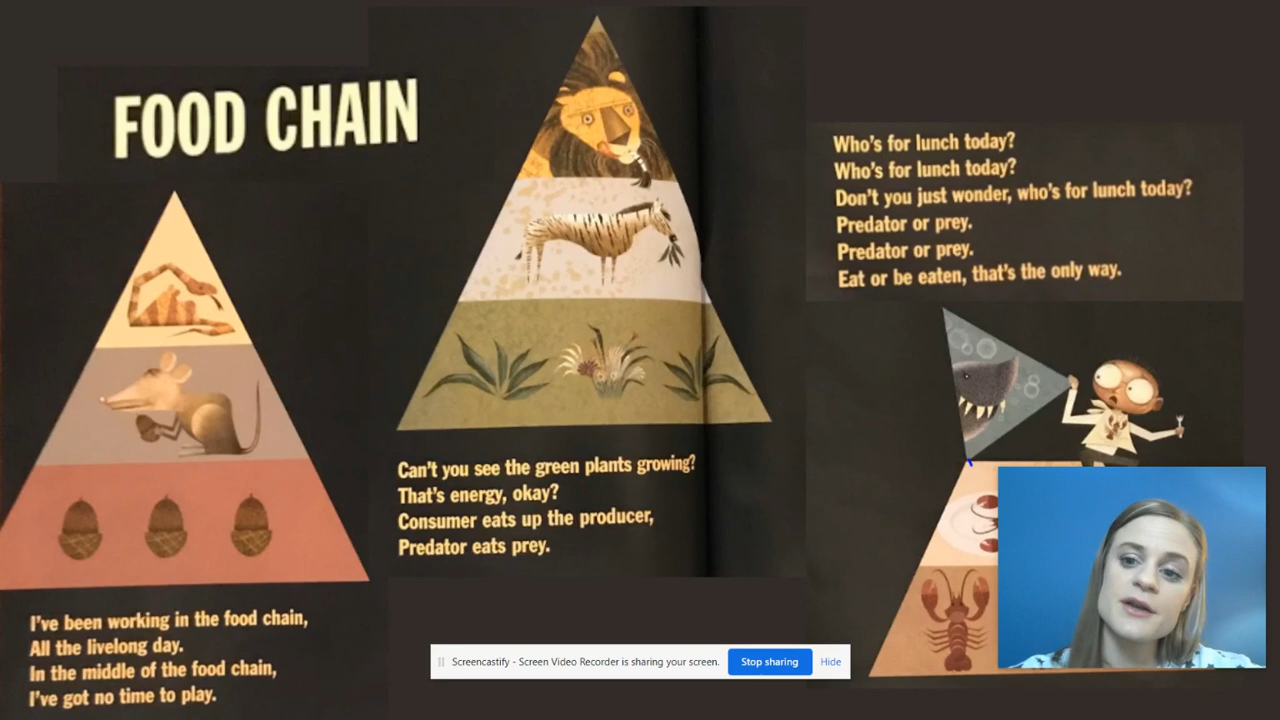 FOOD CHAIN
I've been working in the food chain,
All the livelong day.
In the middle of the food chain,
I've got no time to play.
Can't you see the green plants growing?
That's energy, okay?
Consumer eats up the producer,
Predator eats prey.
Who's for lunch today?
Who's for lunch today?
Don't you just wonder, who's for lunch today?
Predator or prey.
Predator or prey.
Eat or be eaten, that's the only way.
Screencastify - Screen Video Recorder is sharing your screen.
Stop sharing
Hide